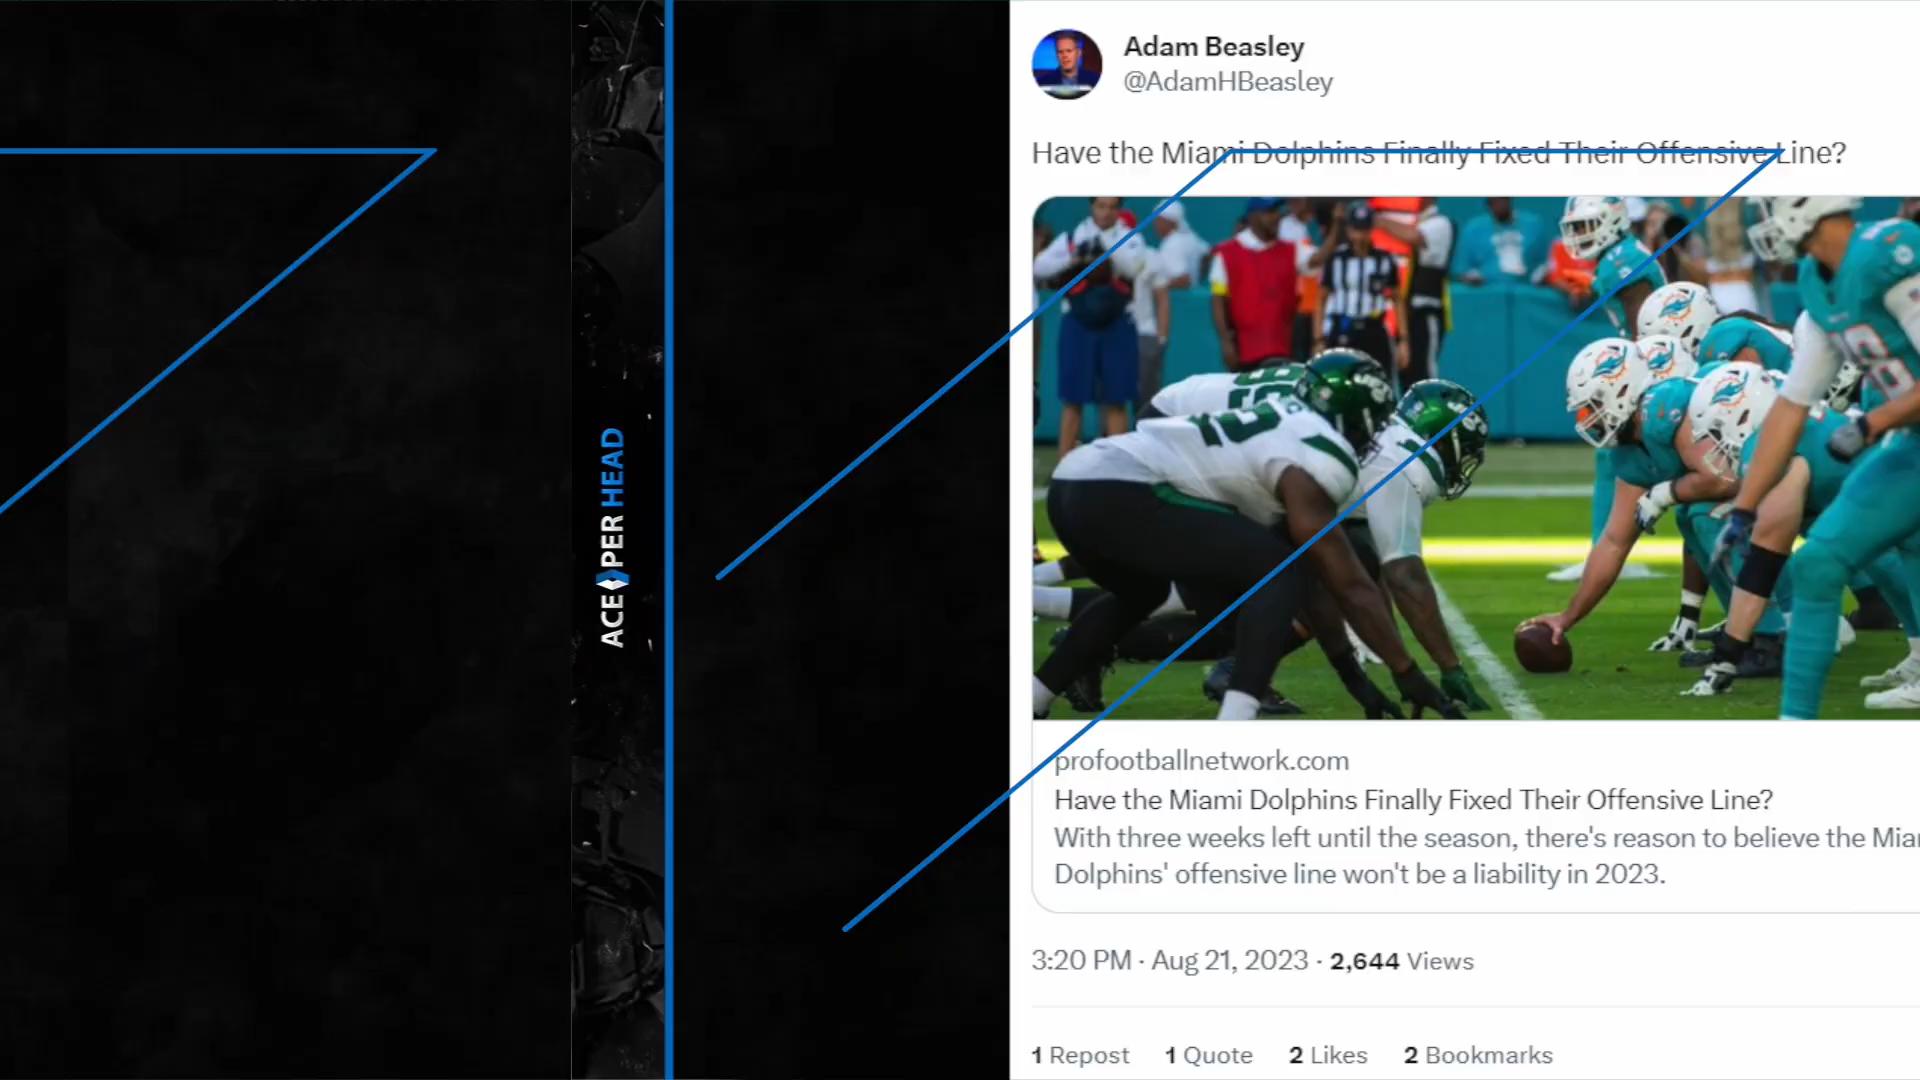 ACE PER HEAD
Adam Beasley
@AdamHBeasley
Have the Miami Dolphins Finally Fixed Their Offensive Line?
profootballnetwork.com
Have the Miami Dolphins Finally Fixed Their Offensive Line?
With three weeks left until the season, there's reason to believe the
Dolphins' offensive line won't be a liability in 2023.
3:20 PM · Aug 21, 2023 · 2,644 Views
1 Repost 1 Quote 2 Likes 2 Bookmarks